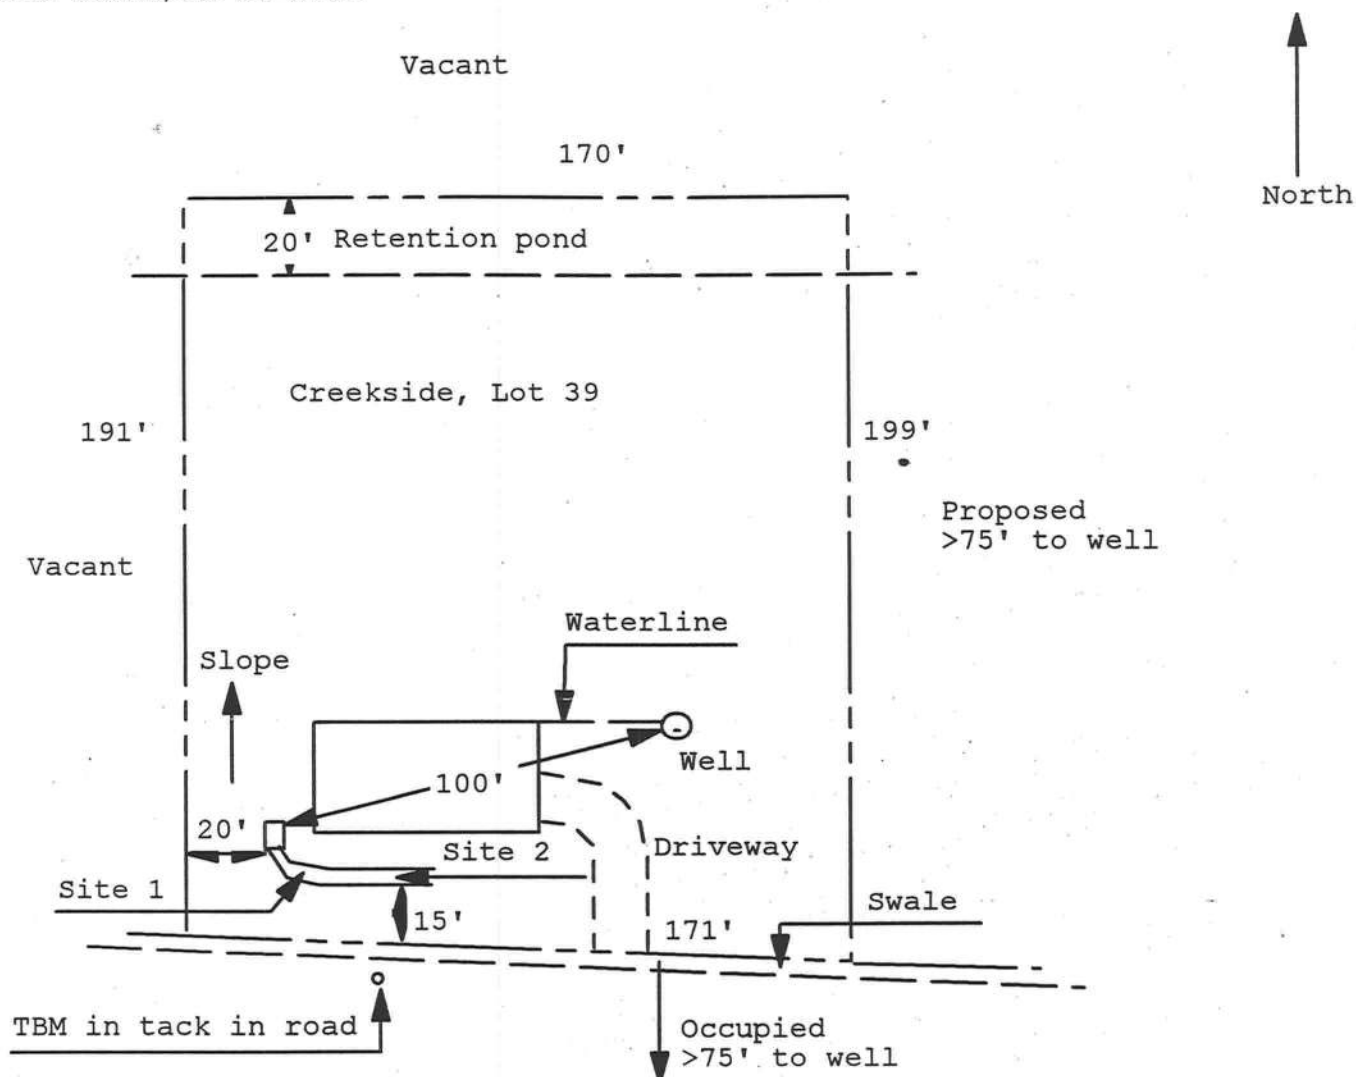 Vacant
170'
North
20' Retention pond
Creekside, Lot 39
191'
199'
Proposed
>75' to well
Vacant
Waterline
Slope
Well
100'
20'
Site 2
Driveway
Site 1
Swale
15'
171'
TBM in tack in road
Occupied
>75' to well